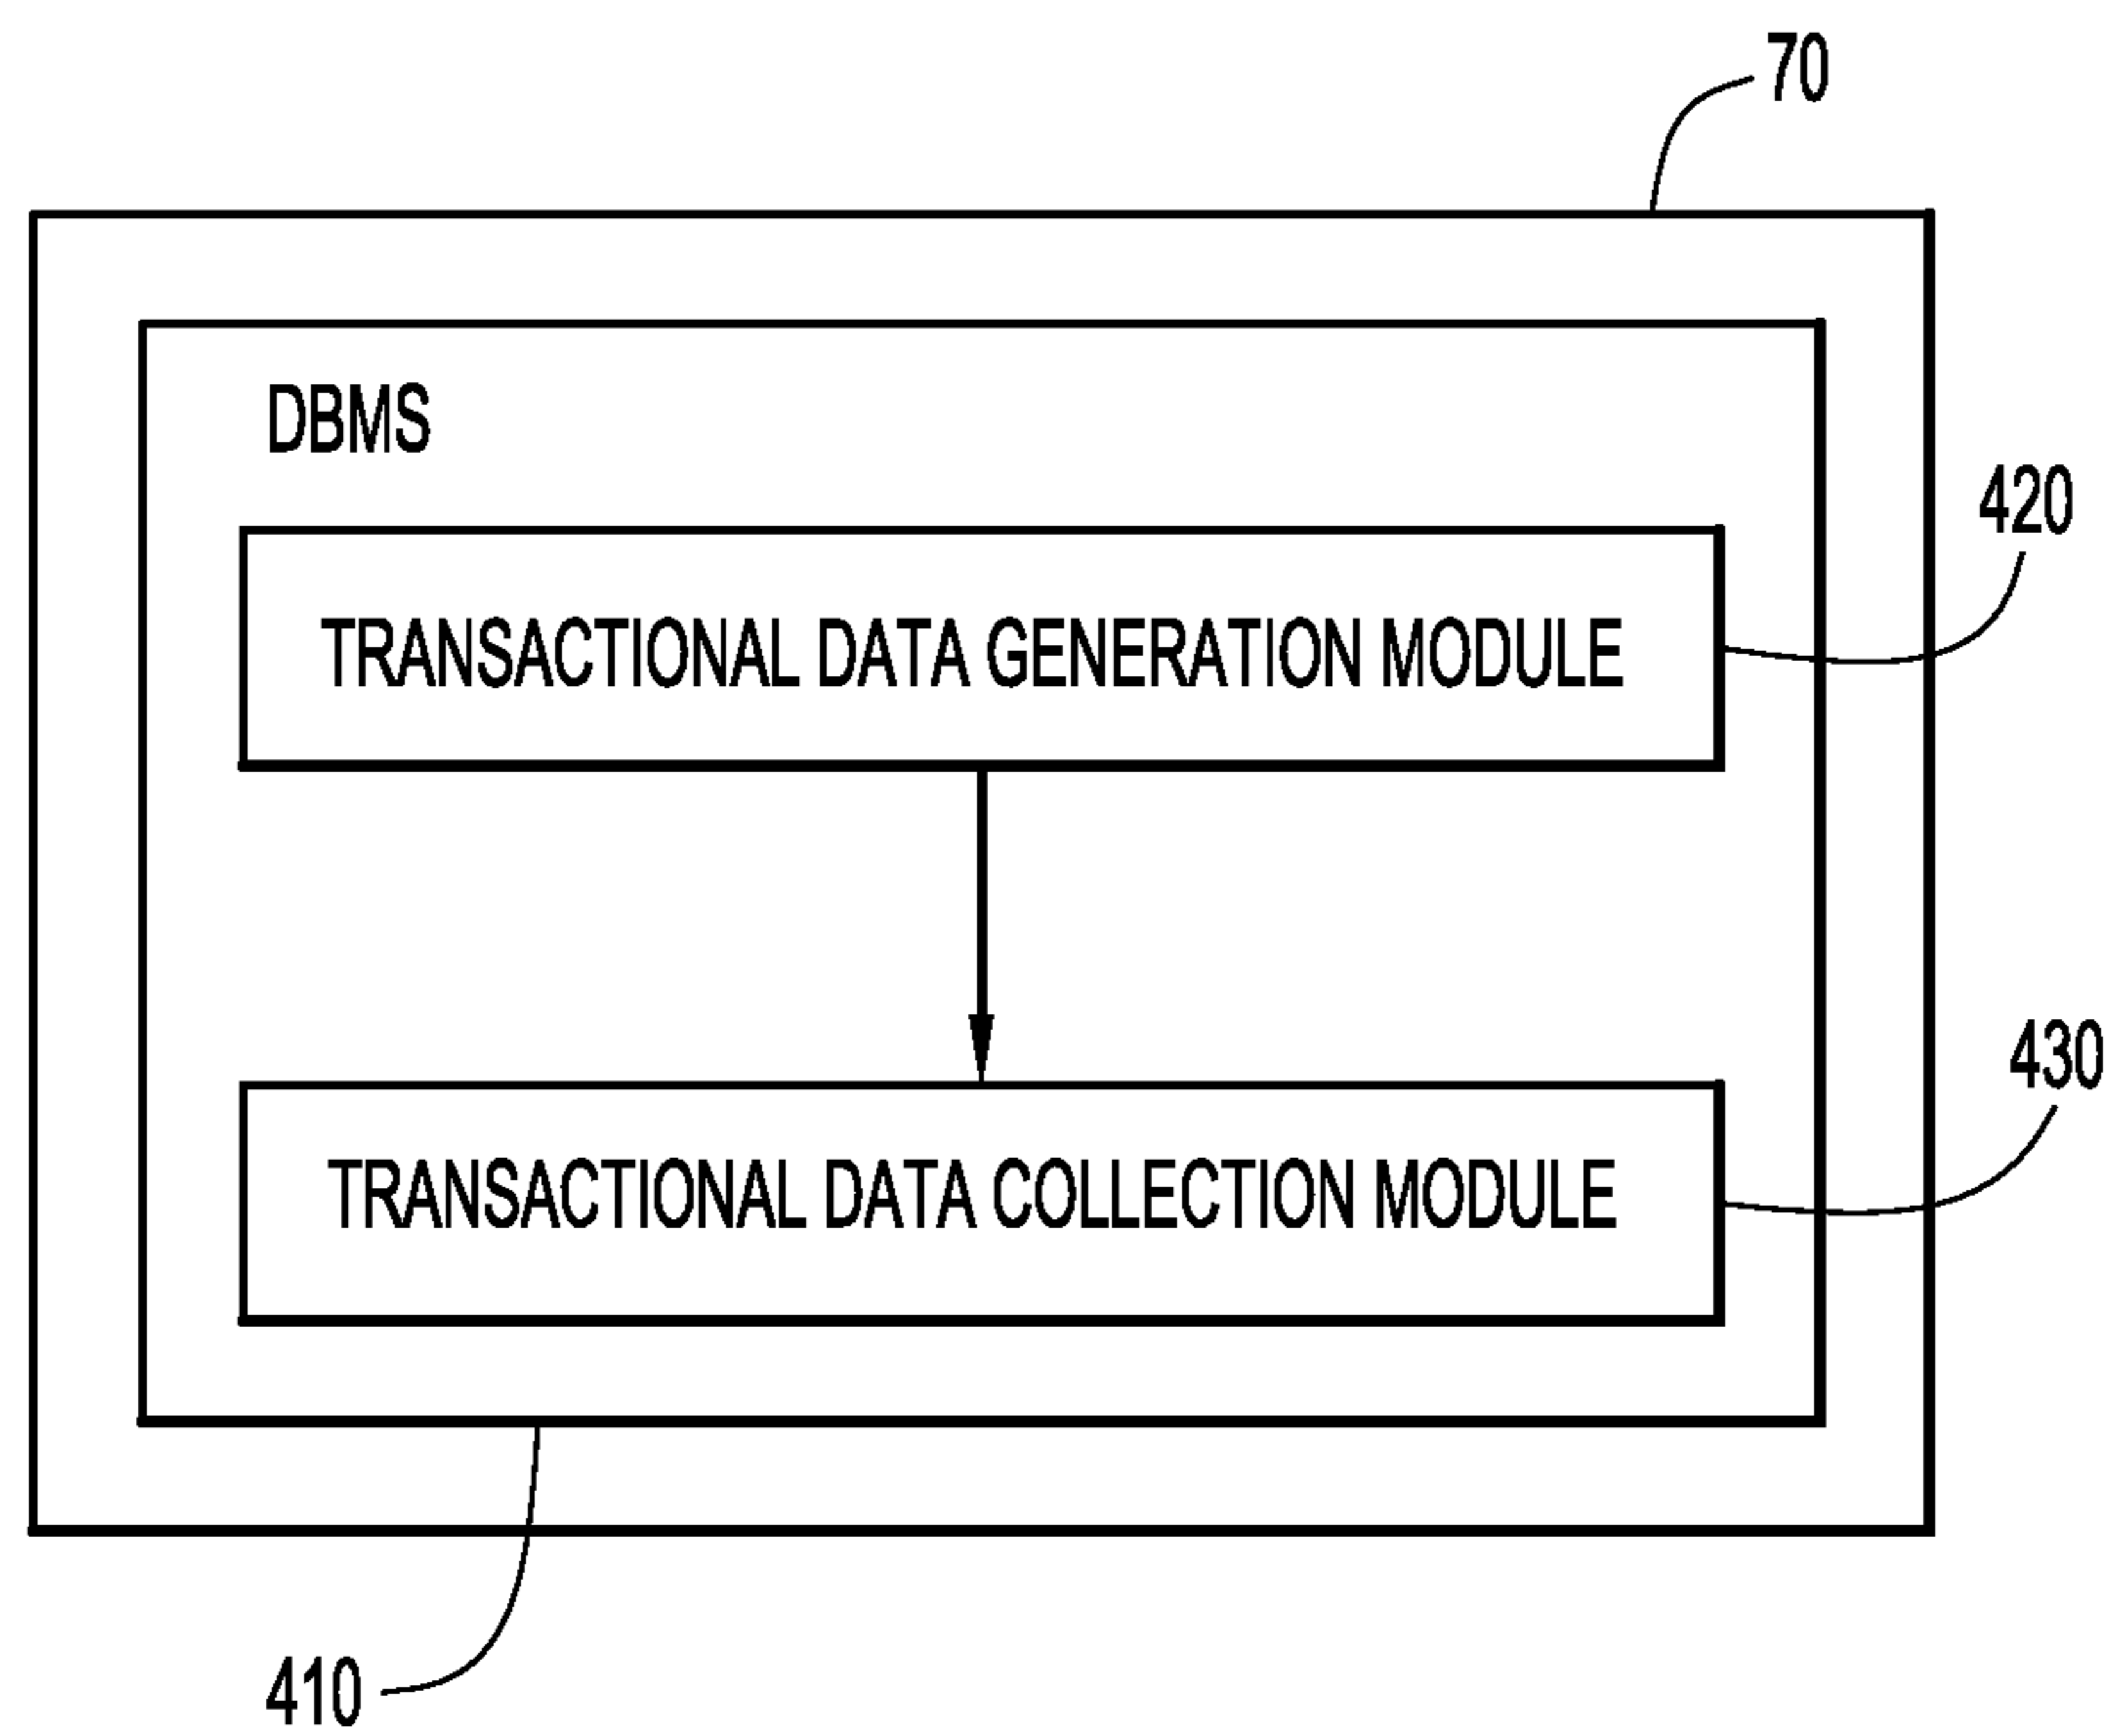 70
DBMS
420
TRANSACTIONAL DATA GENERATION MODULE
430
TRANSACTIONAL DATA COLLECTION MODULE
410